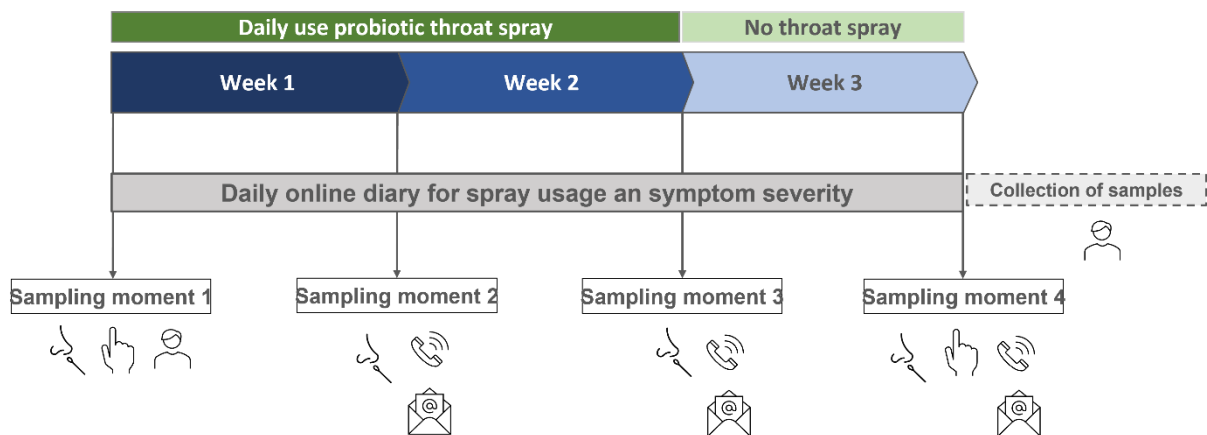 Daily use probiotic throat spray
No throat spray
Week 1
Week 2
Week 3
Daily online diary for spray usage an symptom severity
Collection of samples
Sampling moment 1
Sampling moment 2
Sampling moment 3
Sampling moment 4
@
@
@